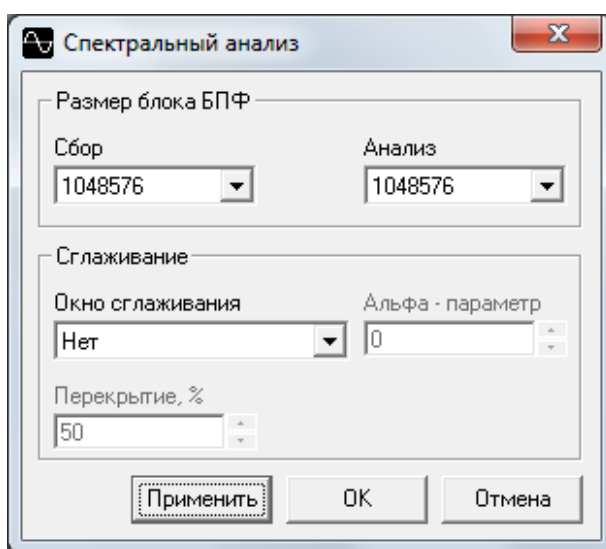 Спектральный анализ
Размер блока БПФ
Сбор Анализ
1048576 1048576
Сглаживание
Окно сглаживания Альфа - параметр
Нет 0
Перекрытие, %
50
Применить OK Отмена